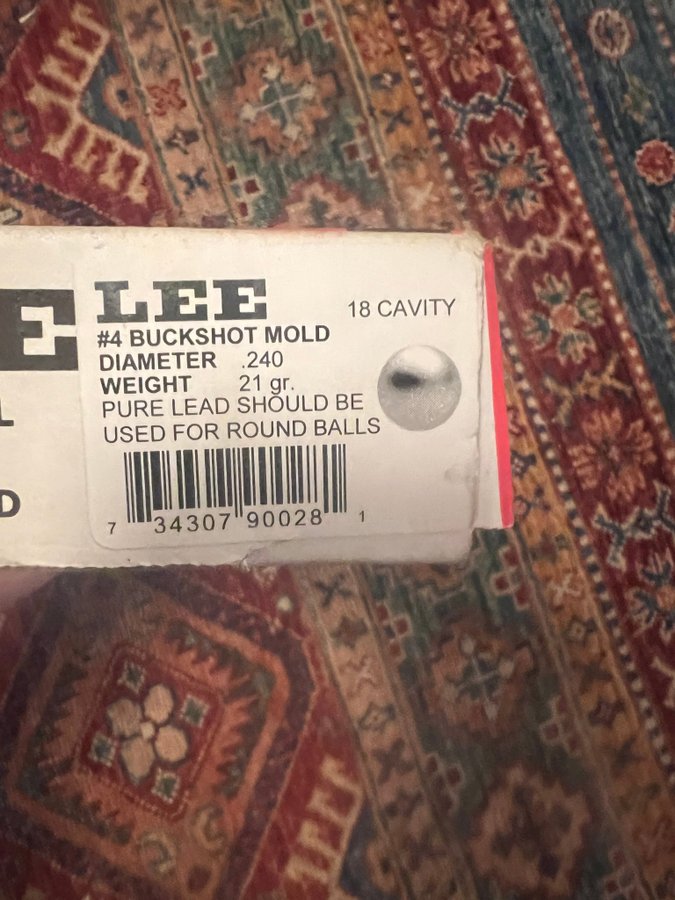 E
LEE
18 CAVITY
#4 BUCKSHOT MOLD
DIAMETER .240
WEIGHT 21 gr.
PURE LEAD SHOULD BE
USED FOR ROUND BALLS
D
7 34307 90028 1